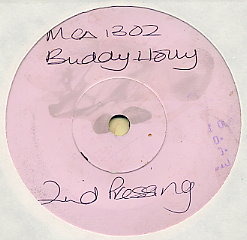 MCA 1302
Buddy Holly
2nd Pressing